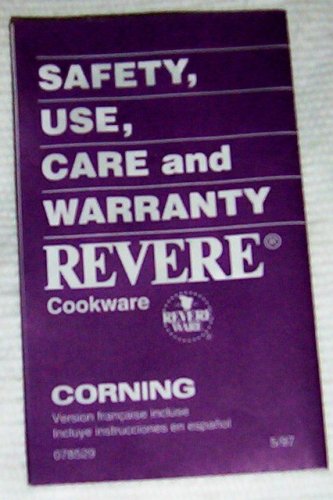 SAFETY,
USE,
CARE and
WARRANTY
REVERE®
Cookware
REVERE
WARE
CORNING
Version française incluse
Incluye instrucciones en español
078529 5/97